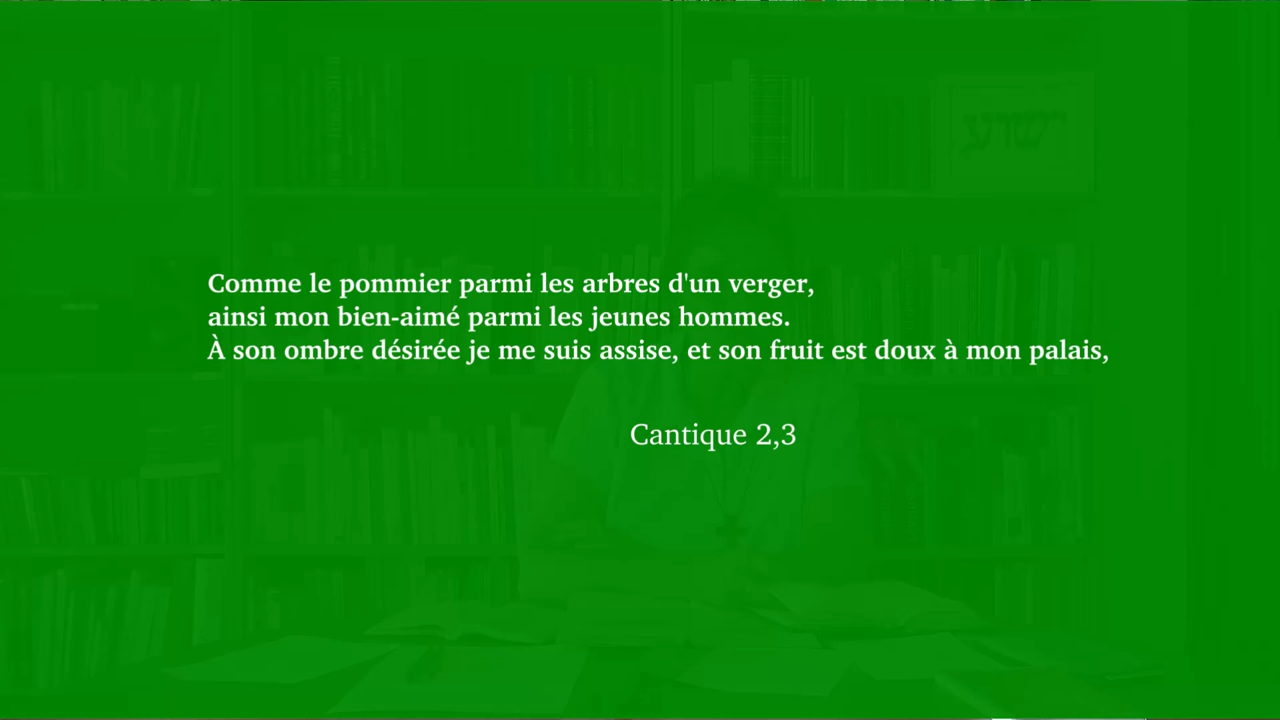 ישוע
Comme le pommier parmi les arbres d'un verger,
ainsi mon bien-aimé parmi les jeunes hommes.
À son ombre désirée je me suis assise, et son fruit est doux à mon palais,
Cantique 2,3